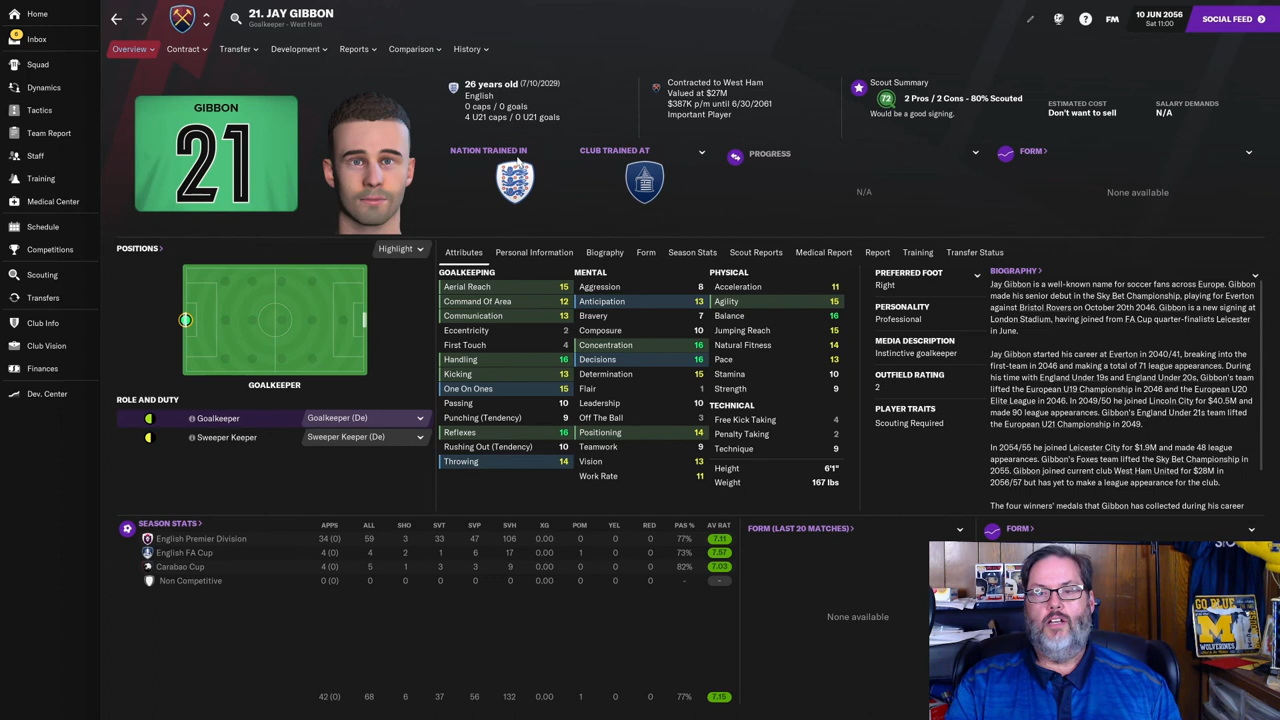 Home
6
Inbox
Squad
Dynamics
Tactics
Team Report
Staff
Training
Medical Center
Schedule
Competitions
Scouting
Transfers
Club Info
Club Vision
Finances
Dev. Center
21. JAY GIBBON
Goalkeeper - West Ham
FM
10 JUN 2056
Sat 11:00
SOCIAL FEED
Overview
Contract
Transfer
Development
Reports
Comparison
History
GIBBON
21
26 years old (7/10/2029)
English
0 caps / 0 goals
4 U21 caps / 0 U21 goals
Contracted to West Ham
Valued at $27M
$387K p/m until 6/30/2061
Important Player
Scout Summary
72
2 Pros / 2 Cons - 80% Scouted
Would be a good signing.
ESTIMATED COST
Don't want to sell
SALARY DEMANDS
N/A
NATION TRAINED IN
CLUB TRAINED AT
PROGRESS
N/A
FORM
None available
POSITIONS
Highlight
GOALKEEPER
ROLE AND DUTY
Goalkeeper
Goalkeeper (De)
Sweeper Keeper
Sweeper Keeper (De)
Attributes
Personal Information
Biography
Form
Season Stats
Scout Reports
Medical Report
Report
Training
Transfer Status
GOALKEEPING
Aerial Reach 15
Command Of Area 12
Communication 13
Eccentricity 2
First Touch 4
Handling 16
Kicking 13
One On Ones 15
Passing 10
Punching (Tendency) 9
Reflexes 16
Rushing Out (Tendency) 10
Throwing 14
MENTAL
Aggression 8
Anticipation 13
Bravery 7
Composure 10
Concentration 16
Decisions 16
Determination 15
Flair 1
Leadership 10
Off The Ball 3
Positioning 14
Teamwork 9
Vision 13
Work Rate 11
PHYSICAL
Acceleration 11
Agility 15
Balance 16
Jumping Reach 15
Natural Fitness 14
Pace 13
Stamina 10
Strength 9
TECHNICAL
Free Kick Taking 4
Penalty Taking 2
Technique 9
Height 6'1"
Weight 167 lbs
PREFERRED FOOT
Right
PERSONALITY
Professional
MEDIA DESCRIPTION
Instinctive goalkeeper
OUTFIELD RATING
2
PLAYER TRAITS
Scouting Required
BIOGRAPHY
Jay Gibbon is a well-known name for soccer fans across Europe. Gibbon
made his senior debut in the Sky Bet Championship, playing for Everton
against Bristol Rovers on October 20th 2046. Gibbon is a new signing at
London Stadium, having joined from FA Cup quarter-finalists Leicester
in June.
Jay Gibbon started his career at Everton in 2040/41, breaking into the
first-team in 2046 and making a total of 71 league appearances. During
his time with England Under 19s and England Under 20s, Gibbon's team
lifted the European U19 Championship in 2046 and the Europe U20
Elite League in 2046. In 2049/50 he joined Lincoln City for $40.5M and
made 90 league appearances. Gibbon's England Under 21s team lifted
the European U21 Championship in 2049.
In 2054/55 he joined Leicester City for $1.9M and made 48 league
appearances. Gibbon's Foxes team lifted the Sky Bet Championship in
2055. Gibbon joined current club West Ham United for $28M in
2056/57 but has yet to make a league appearance for the club.
The four winners' medals that Gibbon has collected during his career
SEASON STATS
APPS ALL SHO SVT SVP SVH XG POM YEL RED PAS % AV RAT
English Premier Division 34 (0) 59 3 33 47 106 0.00 0 0 0 77% 7.11
English FA Cup 4 (0) 4 2 1 6 17 0.00 1 0 0 73% 7.57
Carabao Cup 4 (0) 5 1 3 3 9 0.00 0 0 0 82% 7.03
Non Competitive 0 (0) 0 0 0 0 0 0.00 0 0 0 - -
42 (0) 68 6 37 56 132 0.00 1 0 0 77% 7.15
FORM (LAST 20 MATCHES)
None available
FORM
GO BLUE
M